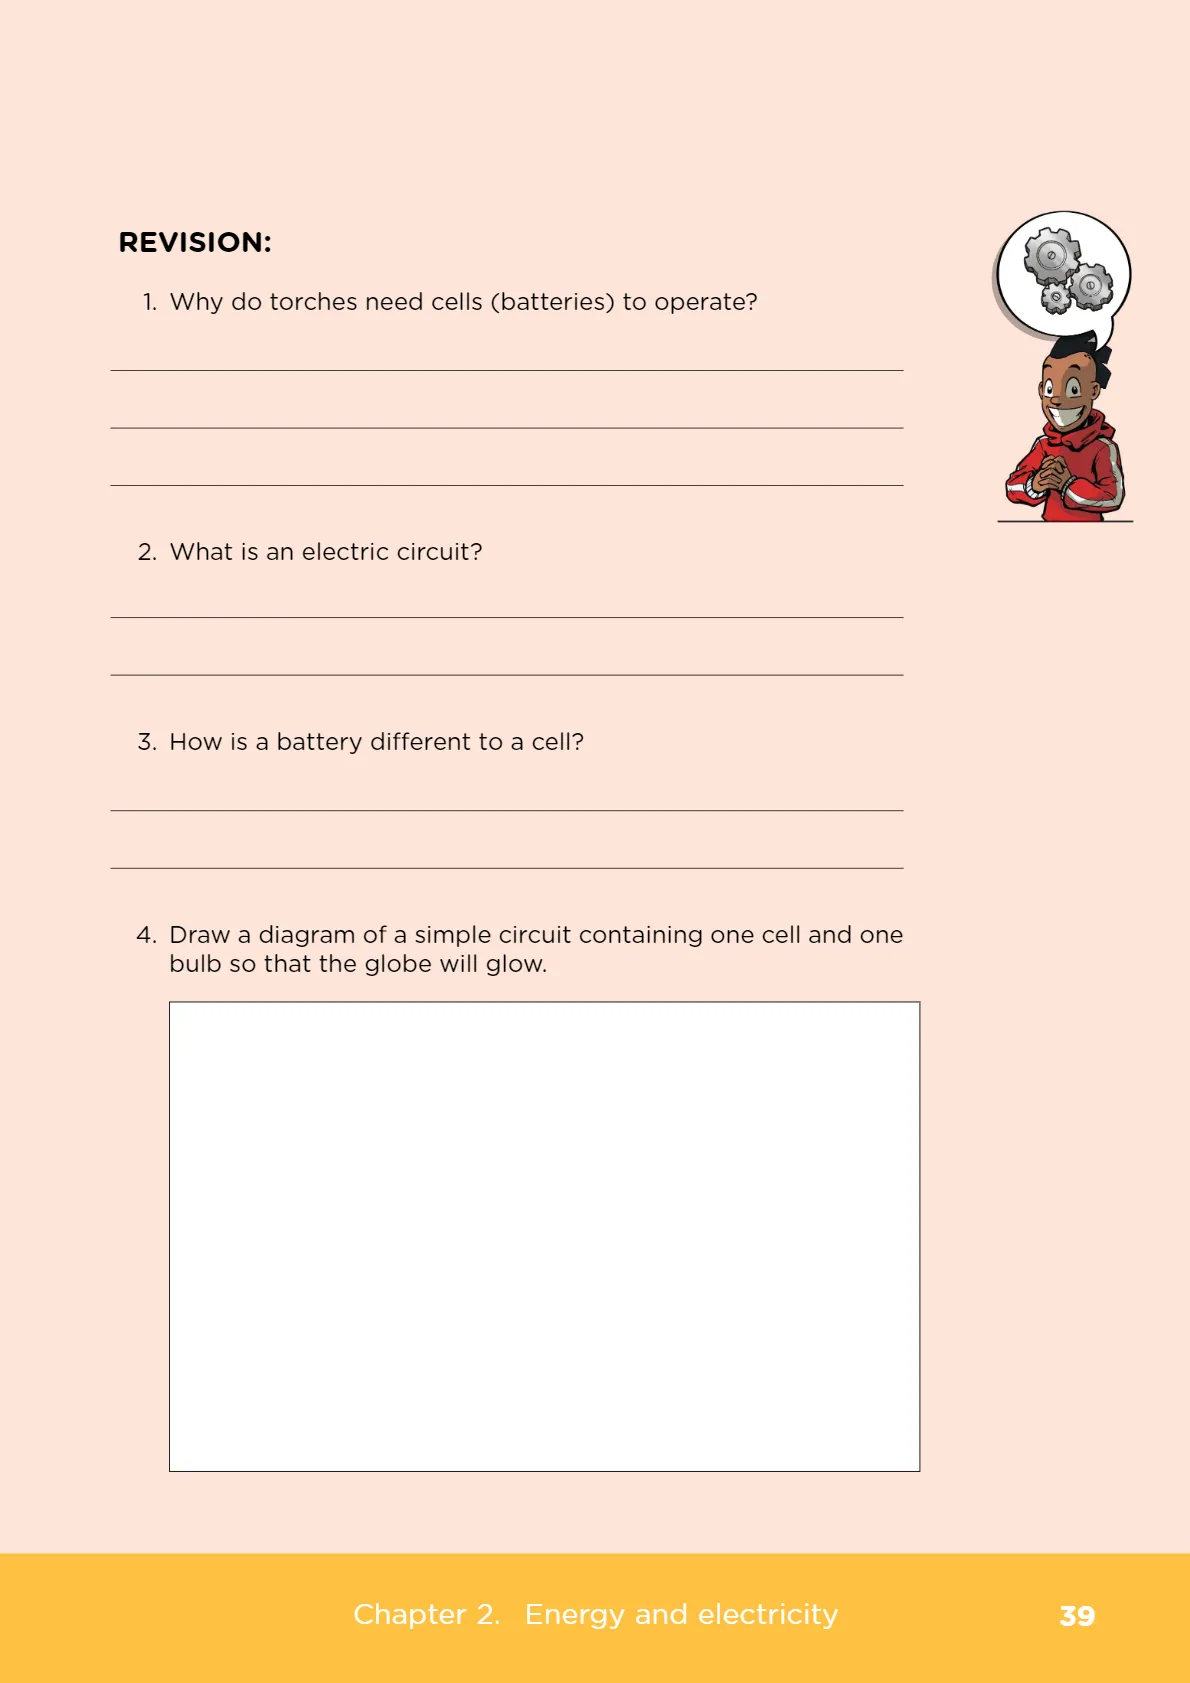 REVISION:
1. Why do torches need cells (batteries) to operate?
2. What is an electric circuit?
3. How is a battery different to a cell?
4. Draw a diagram of a simple circuit containing one cell and one
bulb so that the globe will glow.
Chapter 2. Energy and electricity 39